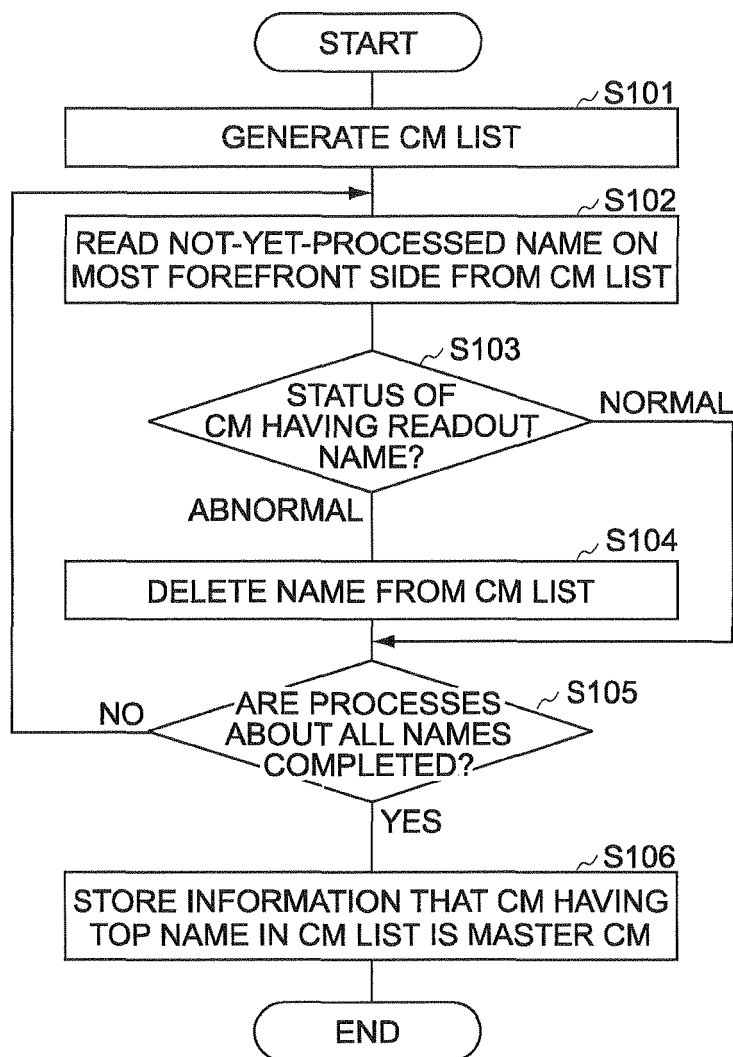 START
S101
GENERATE CM LIST
S102
READ NOT-YET-PROCESSED NAME ON
MOST FOREFRONT SIDE FROM CM LIST
S103
STATUS OF
CM HAVING READOUT
NAME?
NORMAL
ABNORMAL
S104
DELETE NAME FROM CM LIST
S105
ARE PROCESSES
ABOUT ALL NAMES
COMPLETED?
NO
YES
S106
STORE INFORMATION THAT CM HAVING
TOP NAME IN CM LIST IS MASTER CM
END